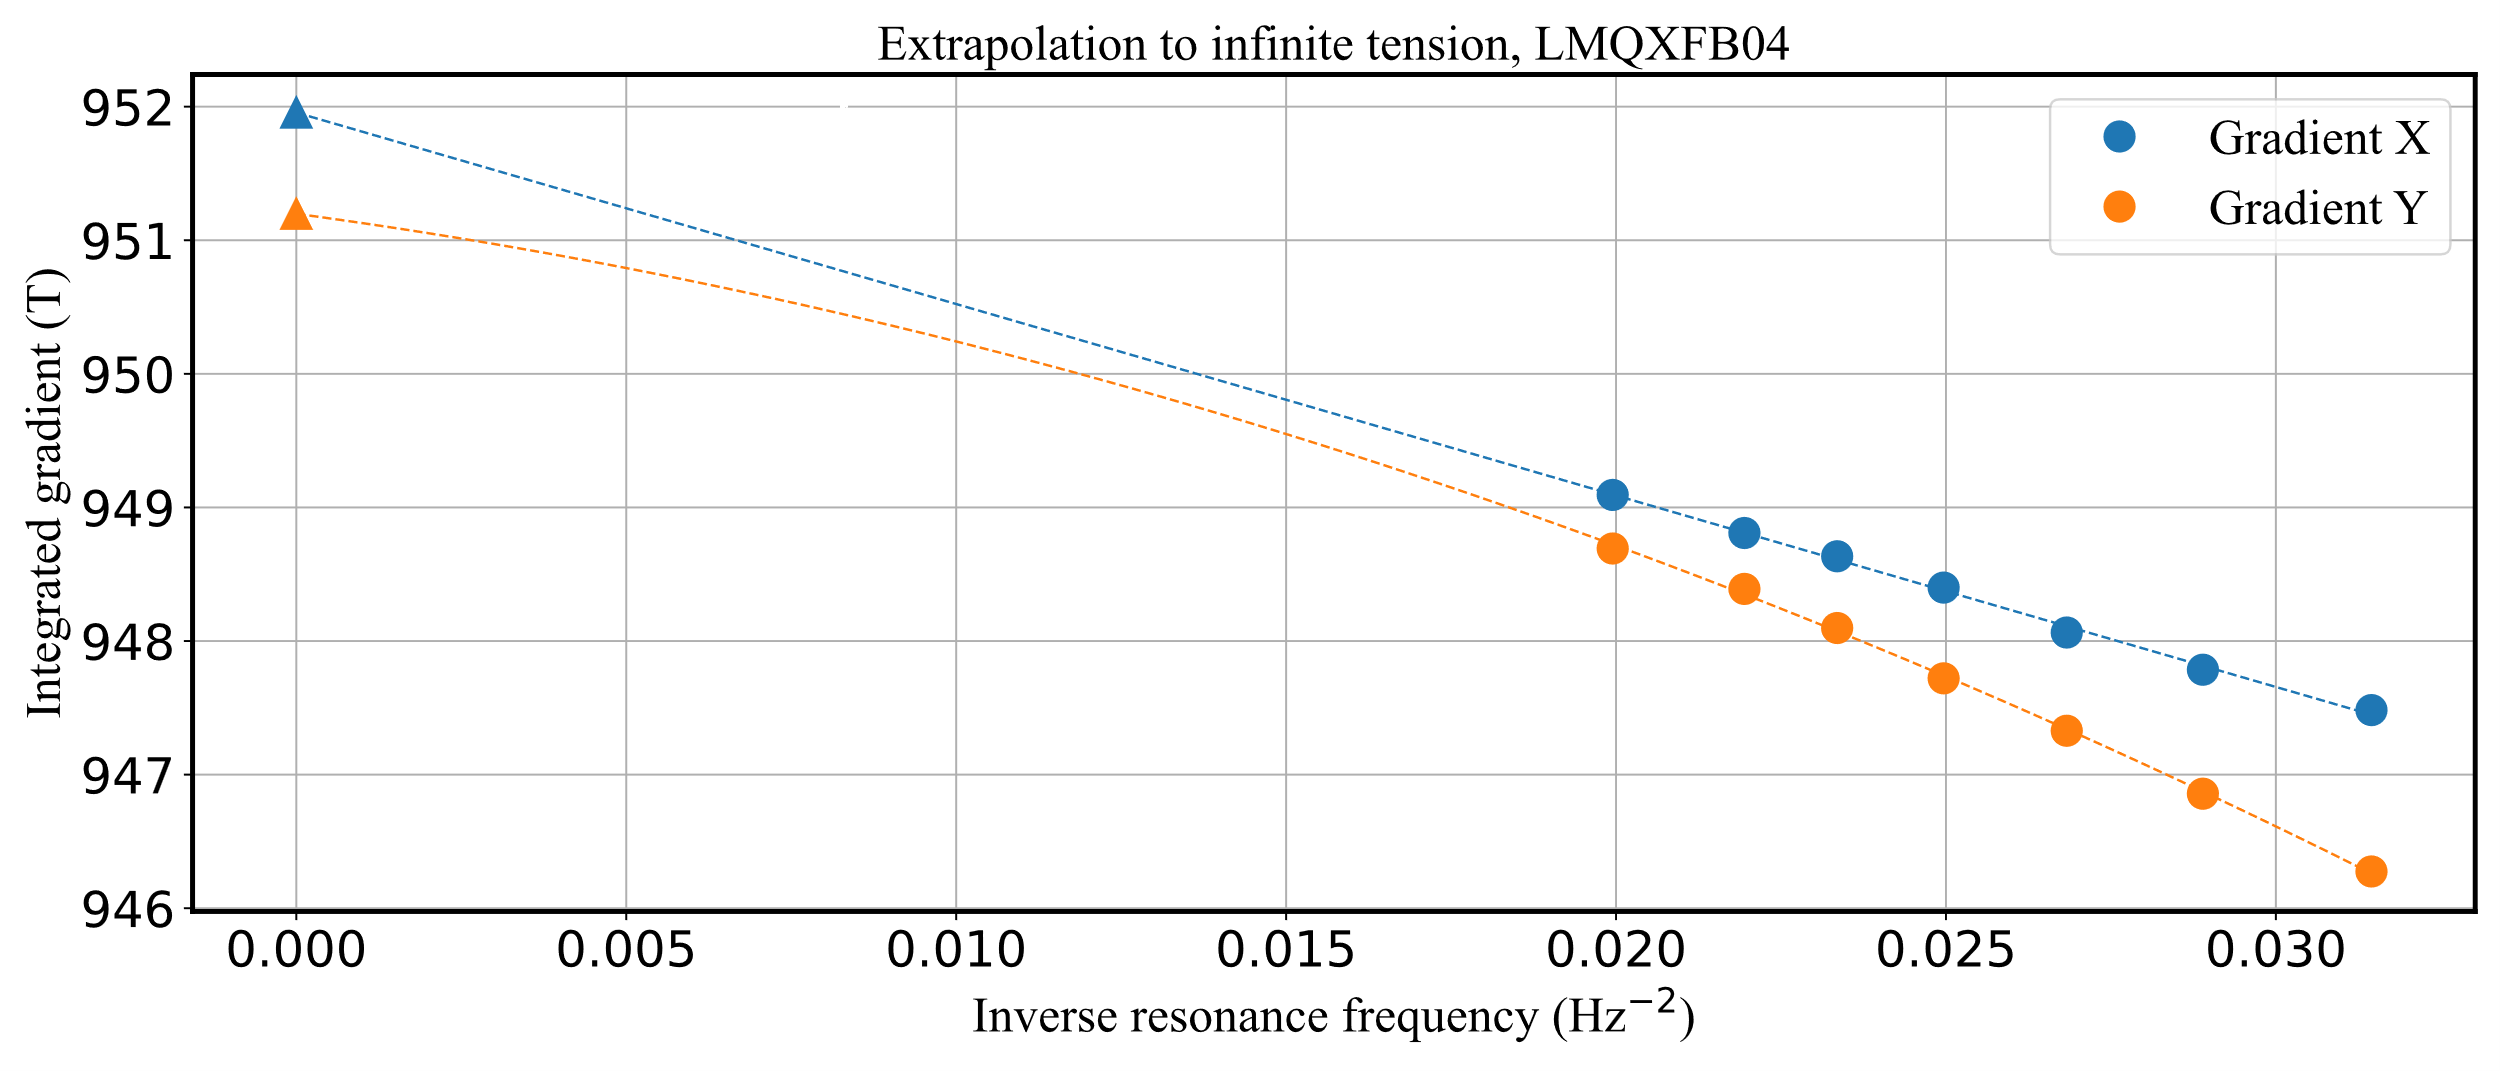 Extrapolation to infinite tension, LMQXFB04
Integrated gradient (T)
952
951
950
949
948
947
946
Gradient X
Gradient Y
0.000 0.005 0.010 0.015 0.020 0.025 0.030
Inverse resonance frequency (Hz⁻²)